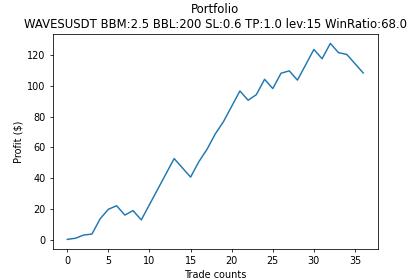 Portfolio
WAVESUSDT BBM:2.5 BBL:200 SL:0.6 TP:1.0 lev:15 WinRatio:68.0
120
100
80
60
40
20
0
Profit ($)
0 5 10 15 20 25 30 35
Trade counts